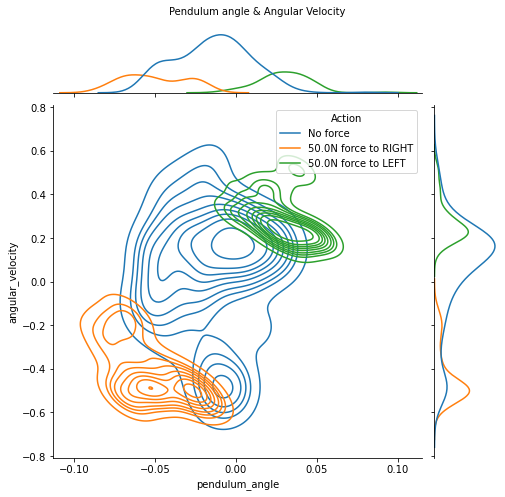 Pendulum angle & Angular Velocity
Action
No force
50.0N force to RIGHT
50.0N force to LEFT
0.8
0.6
0.4
0.2
0.0
−0.2
−0.4
−0.6
−0.8
angular_velocity
−0.10
−0.05
0.00
0.05
0.10
pendulum_angle